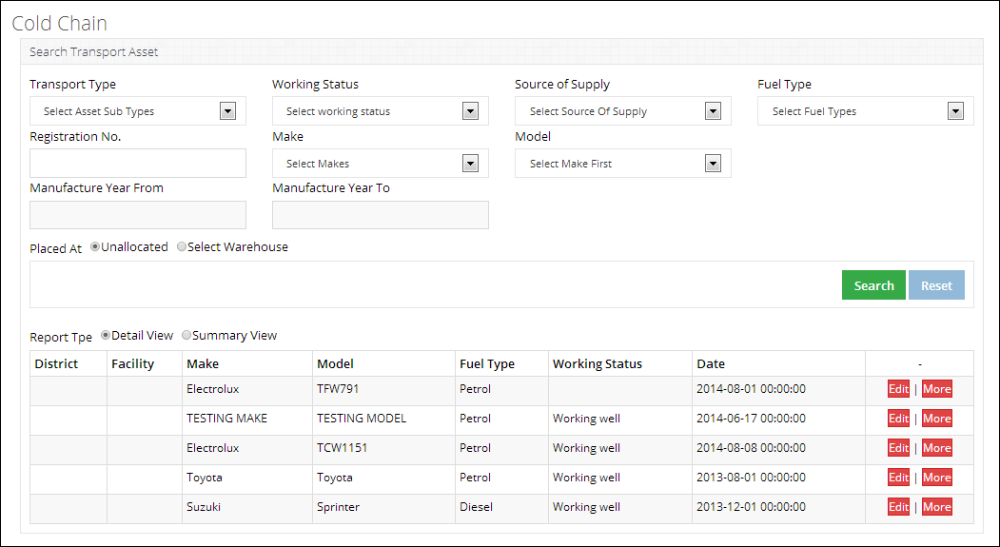 Cold Chain
Search Transport Asset
Transport Type Working Status Source of Supply Fuel Type
Select Asset Sub Types Select working status Select Source Of Supply Select Fuel Types
Registration No. Make Model
Select Makes Select Make First
Manufacture Year From Manufacture Year To
Placed At Unallocated Select Warehouse
Search Reset
Report Tpe Detail View Summary View
District Facility Make Model Fuel Type Working Status Date -
Electrolux TFW791 Petrol 2014-08-01 00:00:00 Edit | More
TESTING MAKE TESTING MODEL Petrol Working well 2014-06-17 00:00:00 Edit | More
Electrolux TCW1151 Petrol Working well 2014-08-08 00:00:00 Edit | More
Toyota Toyota Petrol Working well 2013-08-01 00:00:00 Edit | More
Suzuki Sprinter Diesel Working well 2013-12-01 00:00:00 Edit | More